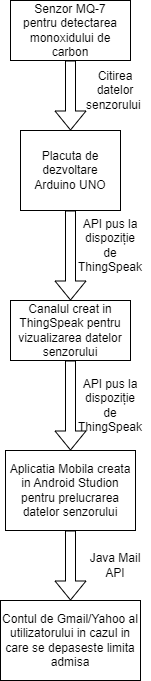 Senzor MQ-7
pentru detectarea
monoxidului de
carbon
Citirea
datelor
senzorului
Placuta de
dezvoltare
Arduino UNO
API pus la
dispoziție
de
ThingSpeak
Canalul creat in
ThingSpeak pentru
vizualizarea datelor
senzorului
API pus la
dispoziție
de
ThingSpeak
Aplicatia Mobila creata
in Android Studion
pentru prelucrarea
datelor senzorului
Java Mail
API
Contul de Gmail/Yahoo al
utilizatorului in cazul in
care se depaseste limita
admisa